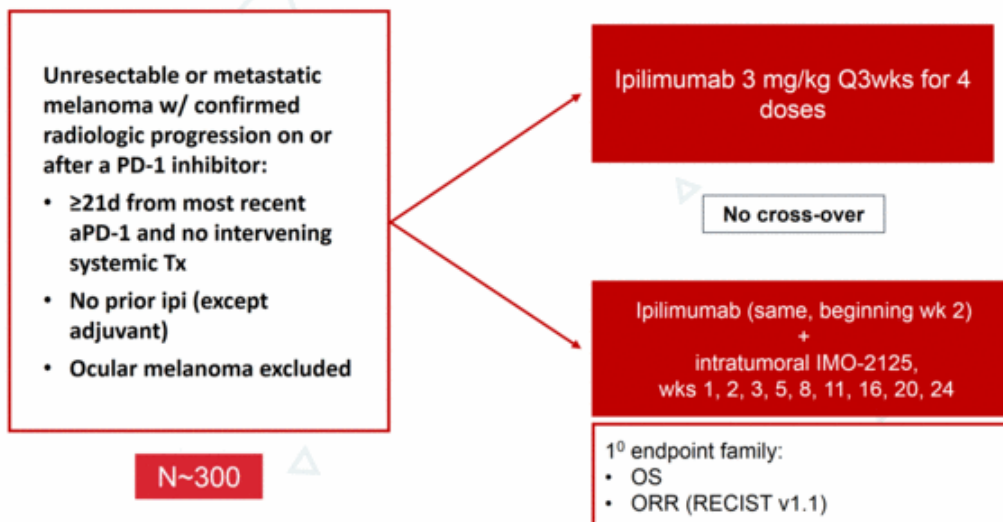 Unresectable or metastatic
melanoma w/ confirmed
radiologic progression on or
after a PD-1 inhibitor:
• ≥21d from most recent
aPD-1 and no intervening
systemic Tx
• No prior ipi (except
adjuvant)
• Ocular melanoma excluded
N~300
Ipilimumab 3 mg/kg Q3wks for 4
doses
No cross-over
Ipilimumab (same, beginning wk 2)
+
intratumoral IMO-2125,
wks 1, 2, 3, 5, 8, 11, 16, 20, 24
1⁰ endpoint family:
• OS
• ORR (RECIST v1.1)